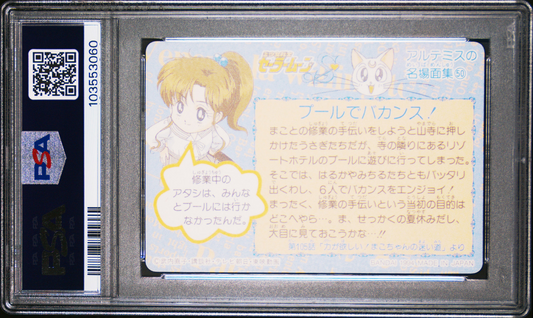 103553060
PSA
セーラームーンS
アルテミスの
名場面集50
プールでバカンス!
まことの修業の手伝いをしようと山寺に押し
かけたうさぎたちだが、寺の隣りにあるリゾ
ートホテルのプールに遊びに行ってしまった。
そこでは、はるかやみちるたちともバッタリ
出くわし、6人でバカンスをエンジョイ!
まったく、修業の手伝いという当初の目的は
どこへやら…。ま、せっかくの夏休みだし、
大目に見ておこうかな…!!
修業中の
アタシは、みんな
とプールには行か
なかったんだ。